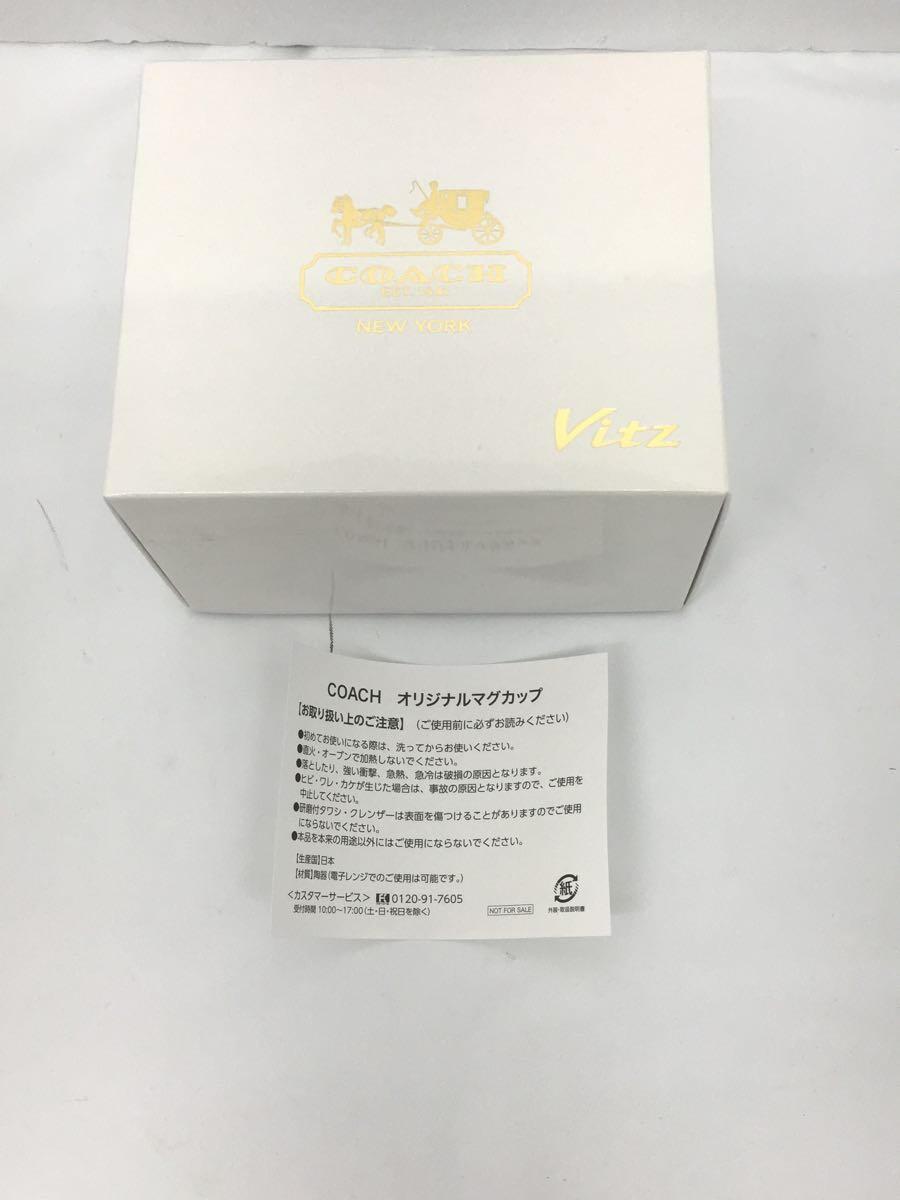 COACH
EST. 1941
NEW YORK
Vitz
COACH オリジナルマグカップ
【お取り扱い上のご注意】（ご使用前に必ずお読みください）
●初めてお使いになる際は、洗ってからお使いください。
●直火・オーブンで加熱しないでください。
●落としたり、強い衝撃、急熱、急冷は破損の原因となります。
●ヒビ・ワレ・カケが生じた場合は、事故の原因となりますので、ご使用を
中止してください。
●研磨付タワシ・クレンザーは表面を傷つけることがありますのでご使用
にならないでください。
●本品を本来の用途以外にはご使用にならないでください。
【生産国】日本
【材質】陶器（電子レンジでのご使用は可能です。）
＜カスタマーサービス＞ 0120-91-7605
受付時間 10:00〜17:00（土・日・祝日を除く）
NOT FOR SALE
紙
外装・取扱説明書